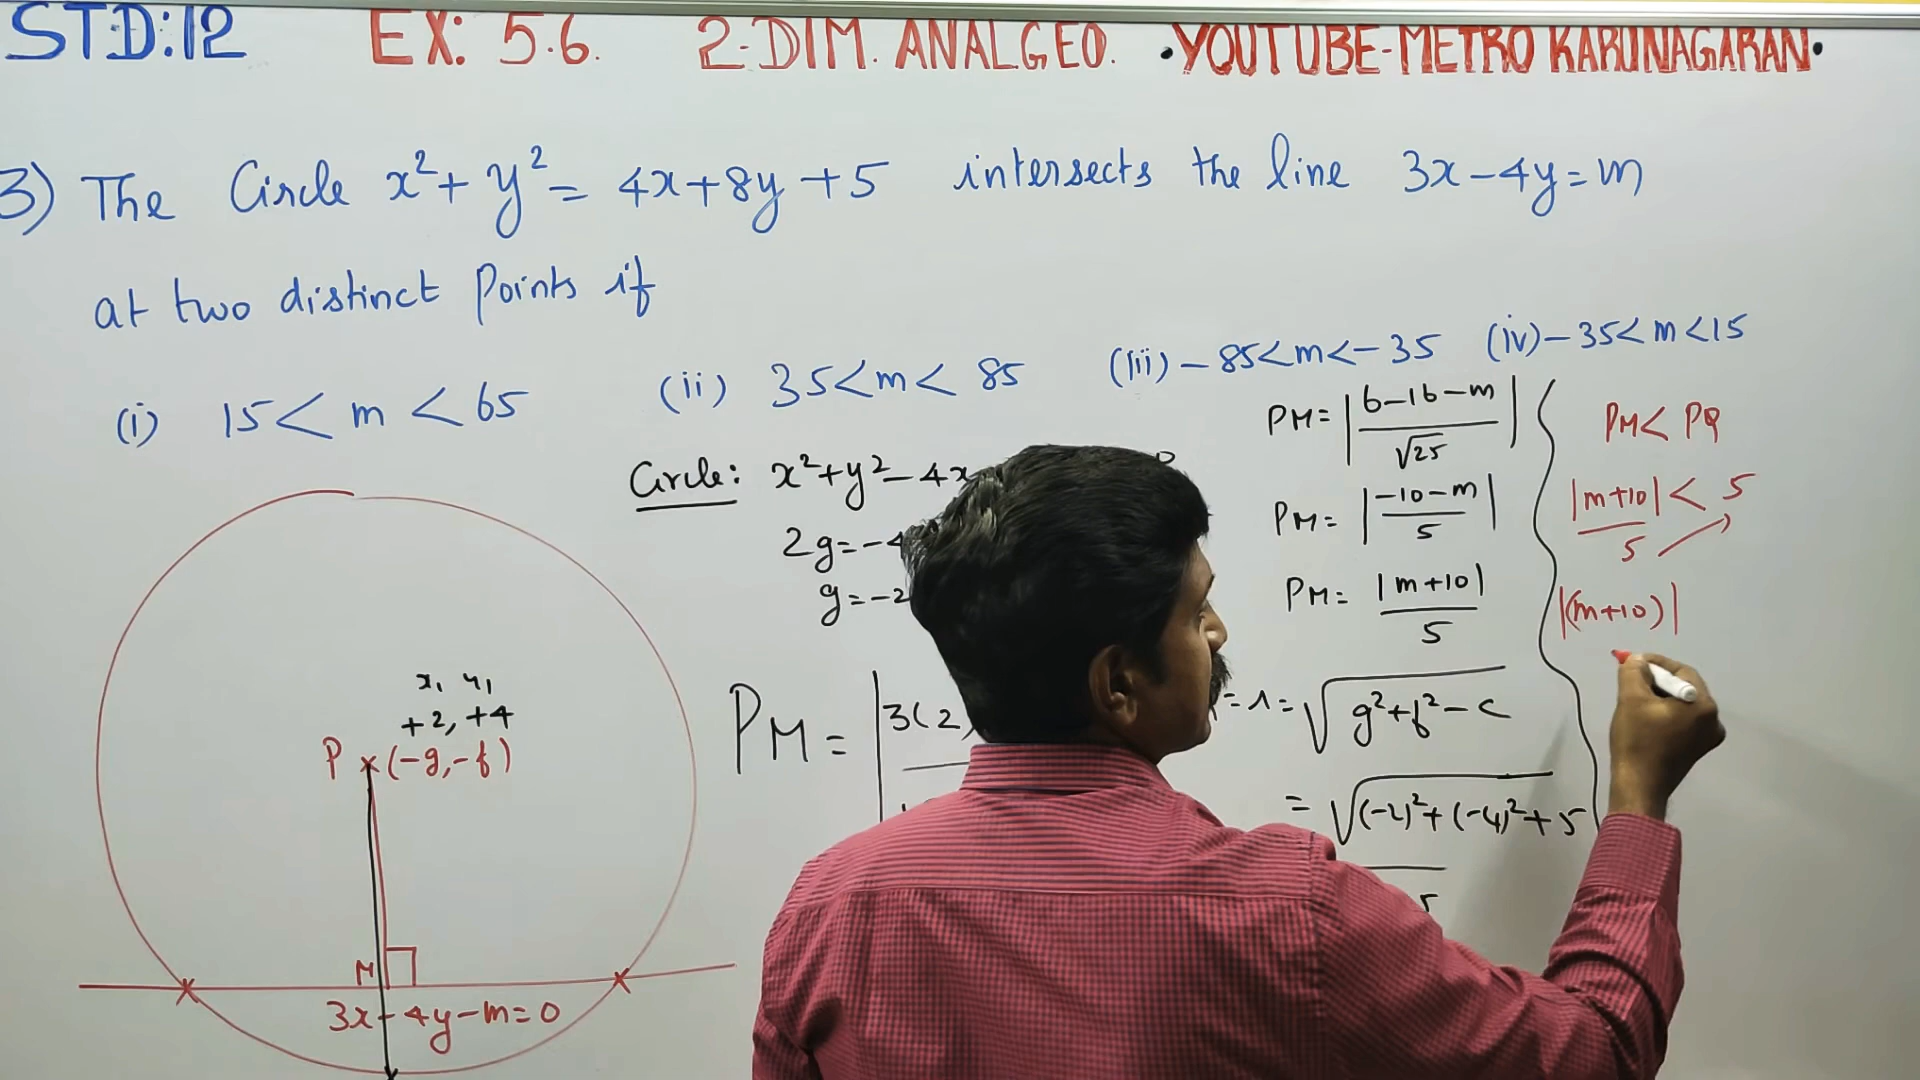 STD:12 EX: 5.6. 2-DIM. ANALGEO. •YOUTUBE-METRO KARUNAGARAN•
3) The Circle x²+y²=4x+8y+5 intersects the line 3x-4y=m
at two distinct Points if
(i) 15<m<65 (ii) 35<m<85 (iii) -85<m<-35 (iv) -35<m<15
Circle: x²+y²-4x
2g=-4
g=-2
PM = |3(2)
x₁ y₁
+2, +4
P (-g,-f)
M
3x-4y-m=0
PM= |6-16-m/√25|
PM= |-10-m/5|
PM= |m+10|/5
=r= √g²+f²-c
= √(-2)²+(-4)²+5
PM< PQ
|m+10|/5 < 5
|(m+10)|